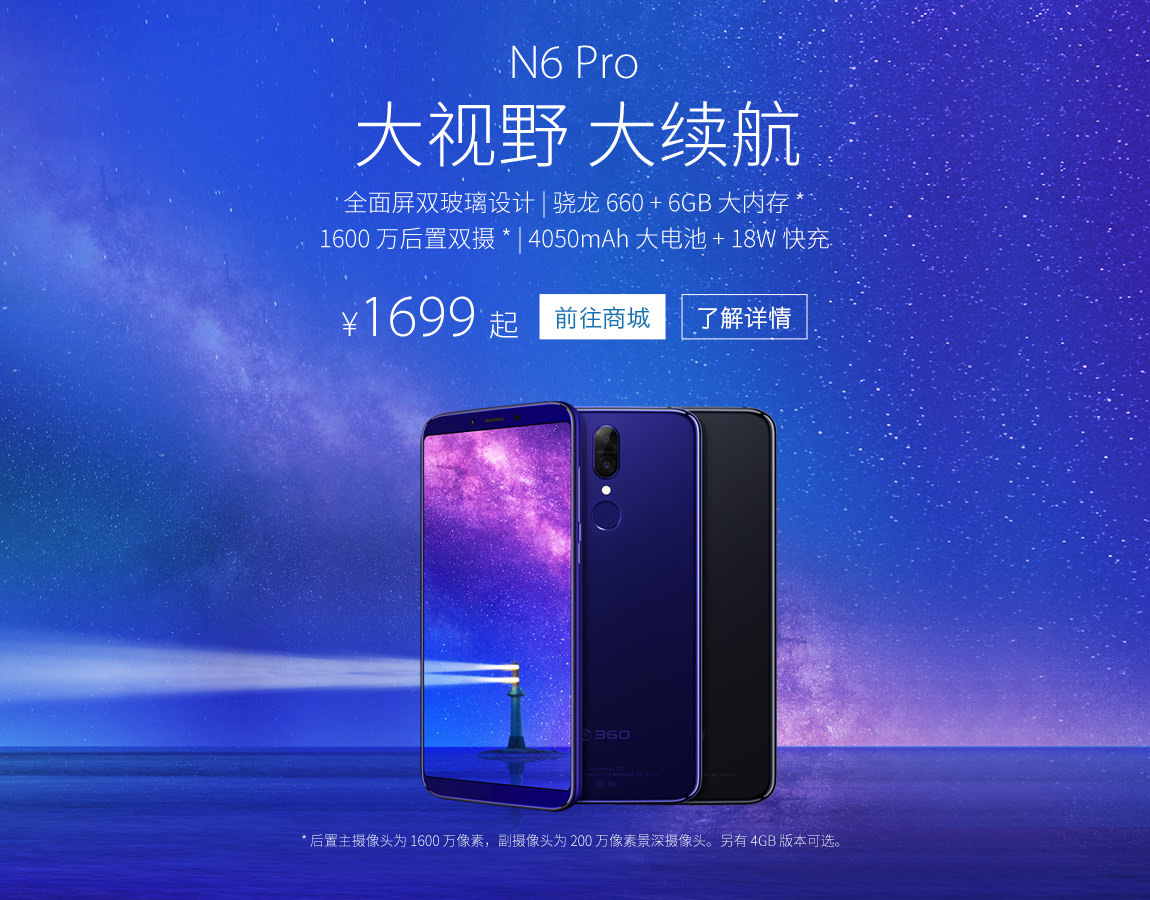 N6 Pro
大视野 大续航
全面屏双玻璃设计 | 骁龙 660 + 6GB 大内存 *
1600 万后置双摄 * | 4050mAh 大电池 + 18W 快充
¥1699 起 前往商城 了解详情
360
* 后置主摄像头为 1600 万像素，副摄像头为 200 万像素景深摄像头。另有 4GB 版本可选。